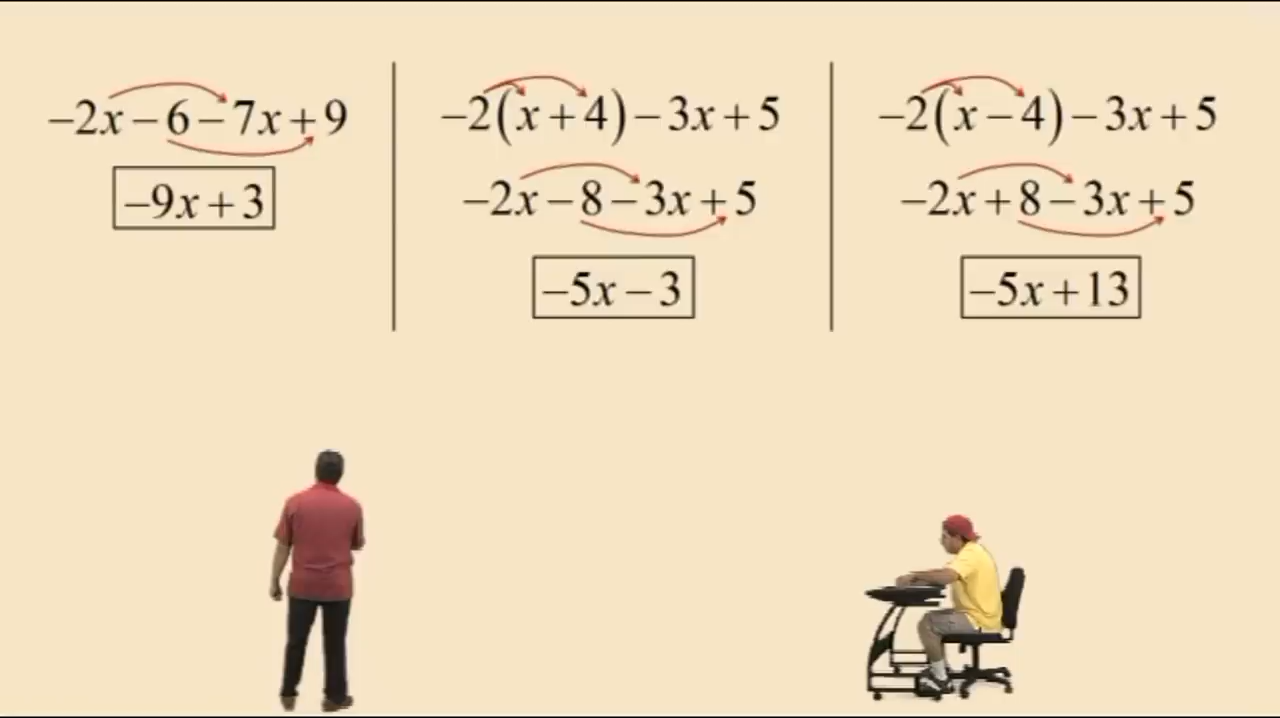 −2x − 6 − 7x + 9
−9x + 3
−2(x + 4) − 3x + 5
−2x − 8 − 3x + 5
−5x − 3
−2(x − 4) − 3x + 5
−2x + 8 − 3x + 5
−5x + 13